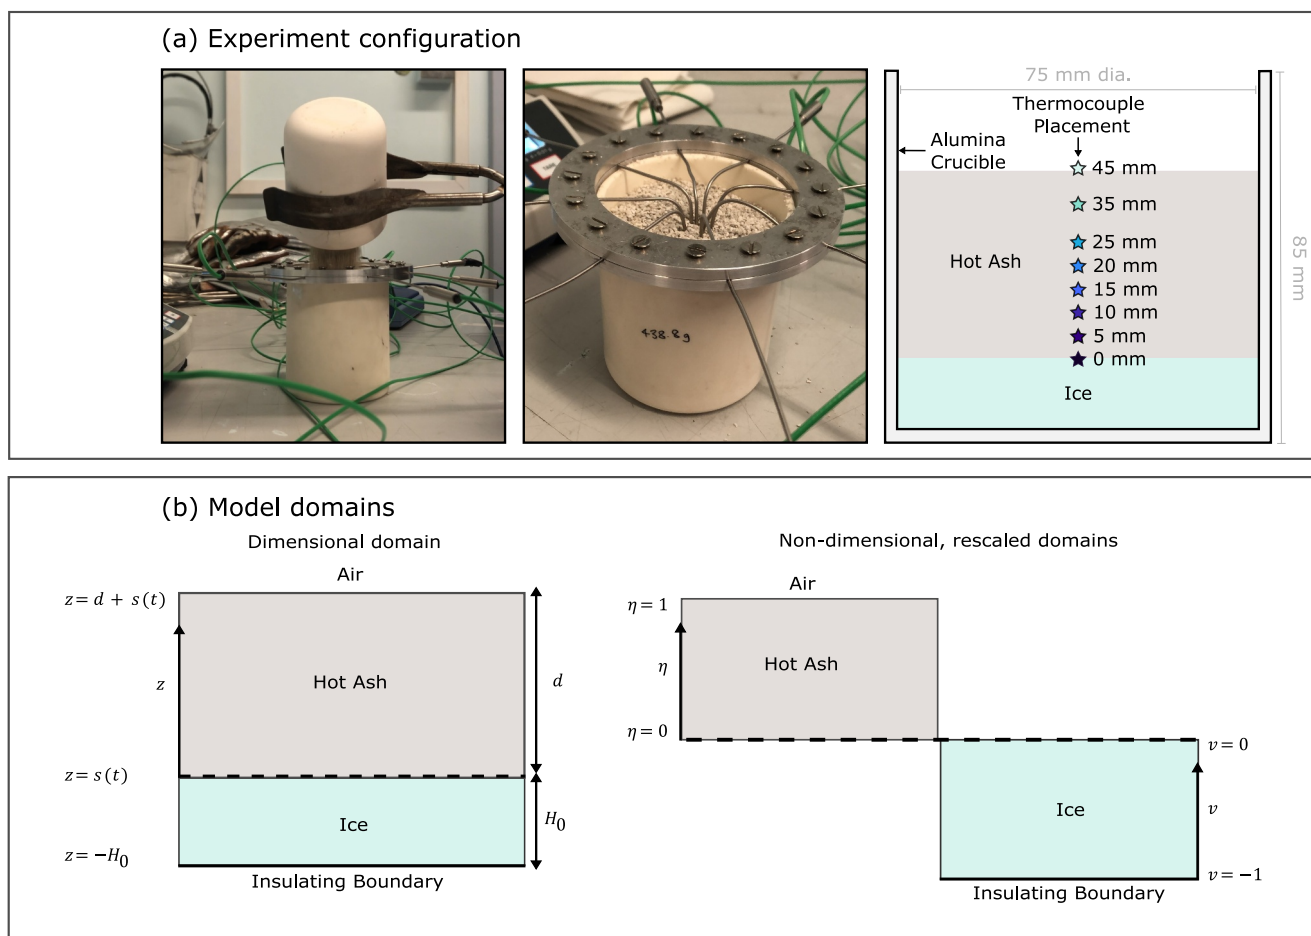 (a) Experiment configuration
438.8g
75 mm dia.
Thermocouple
Placement
Alumina
Crucible
45 mm
35 mm
25 mm
20 mm
15 mm
10 mm
5 mm
0 mm
Hot Ash
Ice
85 mm
(b) Model domains
Dimensional domain
Air
z = d + s(t)
Hot Ash
z
d
z = s(t)
Ice
H₀
z = −H₀
Insulating Boundary
Non-dimensional, rescaled domains
Air
η = 1
Hot Ash
η
η = 0
v = 0
Ice
v
v = −1
Insulating Boundary